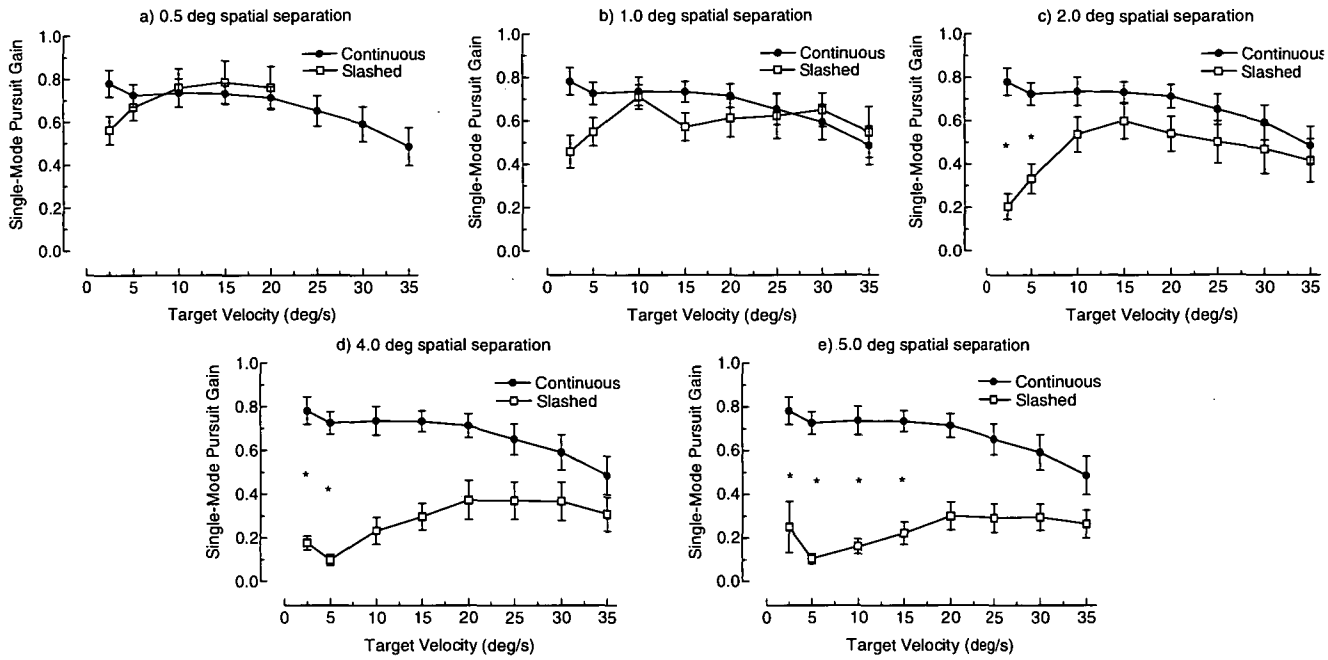 a) 0.5 deg spatial separation
Single-Mode Pursuit Gain
1.0
0.8
0.6
0.4
0.2
0.0
Continuous
Slashed
0 5 10 15 20 25 30 35
Target Velocity (deg/s)
b) 1.0 deg spatial separation
Single-Mode Pursuit Gain
1.0
0.8
0.6
0.4
0.2
0.0
Continuous
Slashed
0 5 10 15 20 25 30 35
Target Velocity (deg/s)
c) 2.0 deg spatial separation
Single-Mode Pursuit Gain
1.0
0.8
0.6
0.4
0.2
0.0
Continuous
Slashed
* *
0 5 10 15 20 25 30 35
Target Velocity (deg/s)
d) 4.0 deg spatial separation
Single-Mode Pursuit Gain
1.0
0.8
0.6
0.4
0.2
0.0
Continuous
Slashed
* *
0 5 10 15 20 25 30 35
Target Velocity (deg/s)
e) 5.0 deg spatial separation
Single-Mode Pursuit Gain
1.0
0.8
0.6
0.4
0.2
0.0
Continuous
Slashed
* * * *
0 5 10 15 20 25 30 35
Target Velocity (deg/s)